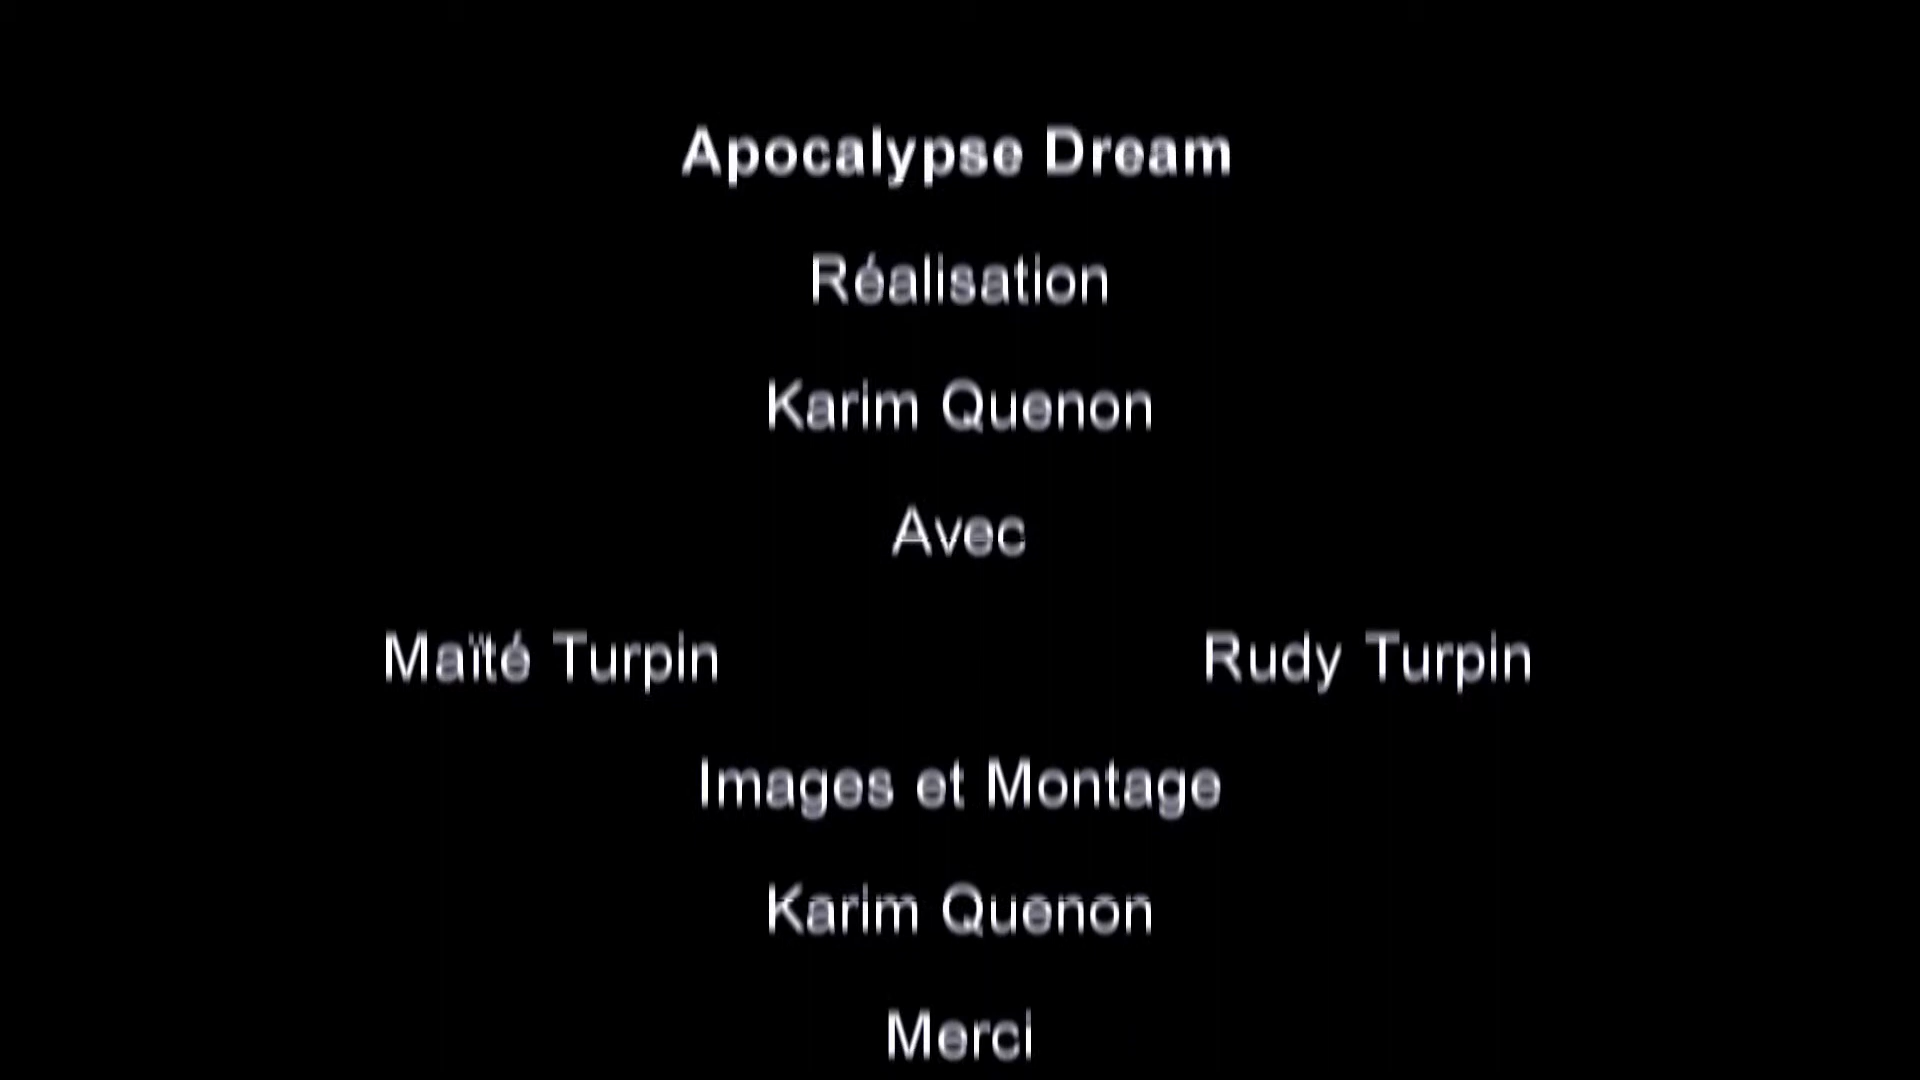 Apocalypse Dream
Réalisation
Karim Quenon
Avec
Maïté Turpin Rudy Turpin
Images et Montage
Karim Quenon
Merci